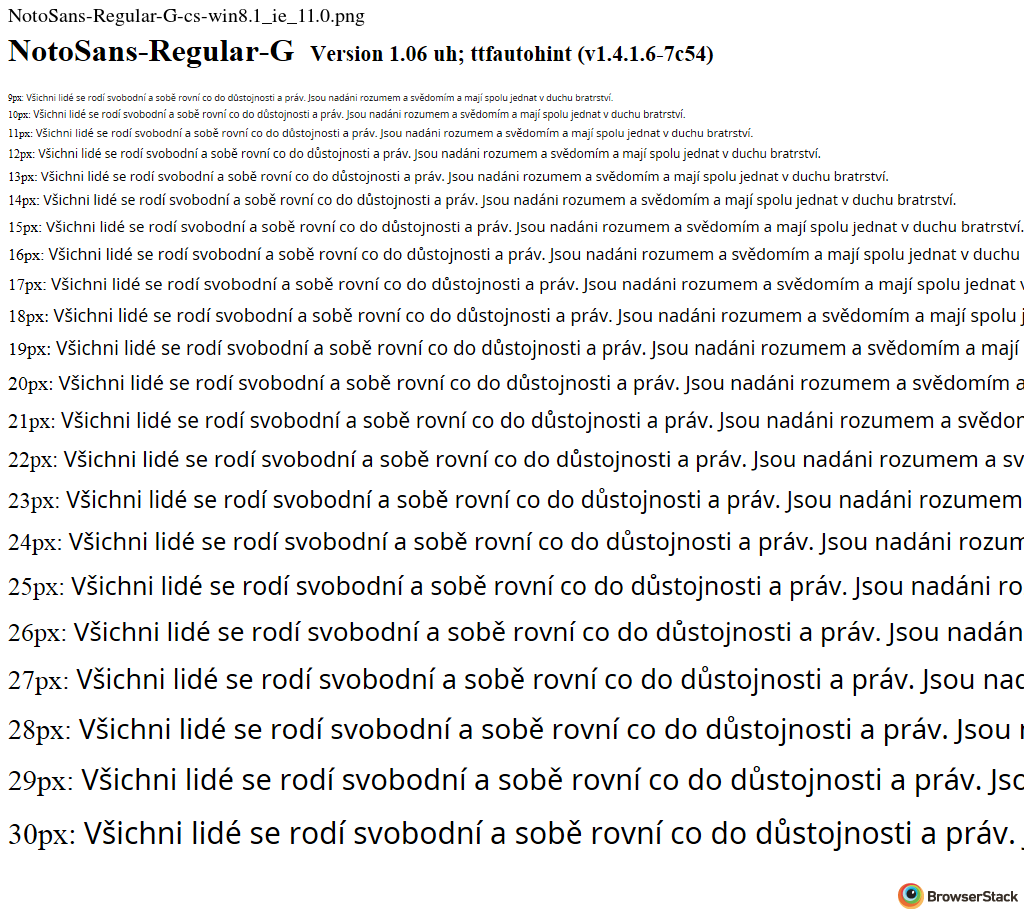 NotoSans-Regular-G-cs-win8.1_ie_11.0.png
NotoSans-Regular-G Version 1.06 uh; ttfautohint (v1.4.1.6-7c54)
9px: Všichni lidé se rodí svobodní a sobě rovní co do důstojnosti a práv. Jsou nadáni rozumem a svědomím a mají spolu jednat v duchu bratrství.
10px: Všichni lidé se rodí svobodní a sobě rovní co do důstojnosti a práv. Jsou nadáni rozumem a svědomím a mají spolu jednat v duchu bratrství.
11px: Všichni lidé se rodí svobodní a sobě rovní co do důstojnosti a práv. Jsou nadáni rozumem a svědomím a mají spolu jednat v duchu bratrství.
12px: Všichni lidé se rodí svobodní a sobě rovní co do důstojnosti a práv. Jsou nadáni rozumem a svědomím a mají spolu jednat v duchu bratrství.
13px: Všichni lidé se rodí svobodní a sobě rovní co do důstojnosti a práv. Jsou nadáni rozumem a svědomím a mají spolu jednat v duchu bratrství.
14px: Všichni lidé se rodí svobodní a sobě rovní co do důstojnosti a práv. Jsou nadáni rozumem a svědomím a mají spolu jednat v duchu bratrství.
15px: Všichni lidé se rodí svobodní a sobě rovní co do důstojnosti a práv. Jsou nadáni rozumem a svědomím a mají spolu jednat v duchu bratrství.
16px: Všichni lidé se rodí svobodní a sobě rovní co do důstojnosti a práv. Jsou nadáni rozumem a svědomím a mají spolu jednat v duchu
17px: Všichni lidé se rodí svobodní a sobě rovní co do důstojnosti a práv. Jsou nadáni rozumem a svědomím a mají spolu jednat v
18px: Všichni lidé se rodí svobodní a sobě rovní co do důstojnosti a práv. Jsou nadáni rozumem a svědomím a mají spolu j
19px: Všichni lidé se rodí svobodní a sobě rovní co do důstojnosti a práv. Jsou nadáni rozumem a svědomím a mají
20px: Všichni lidé se rodí svobodní a sobě rovní co do důstojnosti a práv. Jsou nadáni rozumem a svědomím a
21px: Všichni lidé se rodí svobodní a sobě rovní co do důstojnosti a práv. Jsou nadáni rozumem a svědor
22px: Všichni lidé se rodí svobodní a sobě rovní co do důstojnosti a práv. Jsou nadáni rozumem a sv
23px: Všichni lidé se rodí svobodní a sobě rovní co do důstojnosti a práv. Jsou nadáni rozumem
24px: Všichni lidé se rodí svobodní a sobě rovní co do důstojnosti a práv. Jsou nadáni rozum
25px: Všichni lidé se rodí svobodní a sobě rovní co do důstojnosti a práv. Jsou nadáni ro
26px: Všichni lidé se rodí svobodní a sobě rovní co do důstojnosti a práv. Jsou nadán
27px: Všichni lidé se rodí svobodní a sobě rovní co do důstojnosti a práv. Jsou nad
28px: Všichni lidé se rodí svobodní a sobě rovní co do důstojnosti a práv. Jsou
29px: Všichni lidé se rodí svobodní a sobě rovní co do důstojnosti a práv. Jso
30px: Všichni lidé se rodí svobodní a sobě rovní co do důstojnosti a práv.
BrowserStack